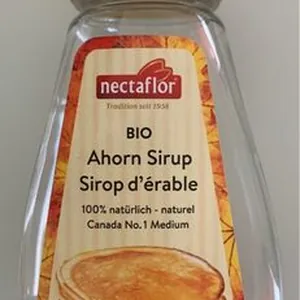 nectaflor
Tradition seit 1958
BIO
Ahorn Sirup
Sirop d'érable
100% natürlich - naturel
Canada No. 1 Medium